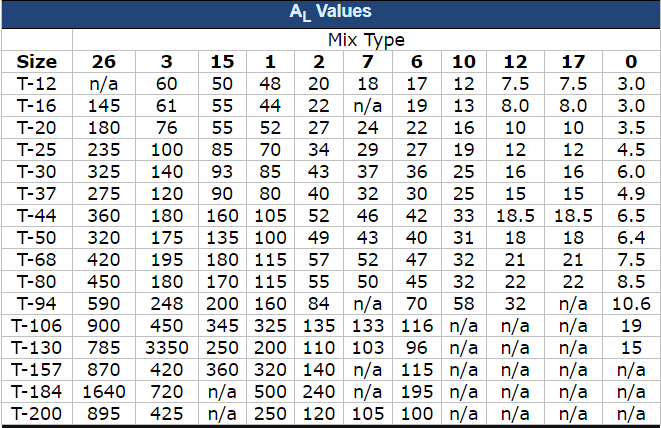 AL Values
Mix Type
Size 26 3 15 1 2 7 6 10 12 17 0
T-12 n/a 60 50 48 20 18 17 12 7.5 7.5 3.0
T-16 145 61 55 44 22 n/a 19 13 8.0 8.0 3.0
T-20 180 76 55 52 27 24 22 16 10 10 3.5
T-25 235 100 85 70 34 29 27 19 12 12 4.5
T-30 325 140 93 85 43 37 36 25 16 16 6.0
T-37 275 120 90 80 40 32 30 25 15 15 4.9
T-44 360 180 160 105 52 46 42 33 18.5 18.5 6.5
T-50 320 175 135 100 49 43 40 31 18 18 6.4
T-68 420 195 180 115 57 52 47 32 21 21 7.5
T-80 450 180 170 115 55 50 45 32 22 22 8.5
T-94 590 248 200 160 84 n/a 70 58 32 n/a 10.6
T-106 900 450 345 325 135 133 116 n/a n/a n/a 19
T-130 785 3350 250 200 110 103 96 n/a n/a n/a 15
T-157 870 420 360 320 140 n/a 115 n/a n/a n/a n/a
T-184 1640 720 n/a 500 240 n/a 195 n/a n/a n/a n/a
T-200 895 425 n/a 250 120 105 100 n/a n/a n/a n/a